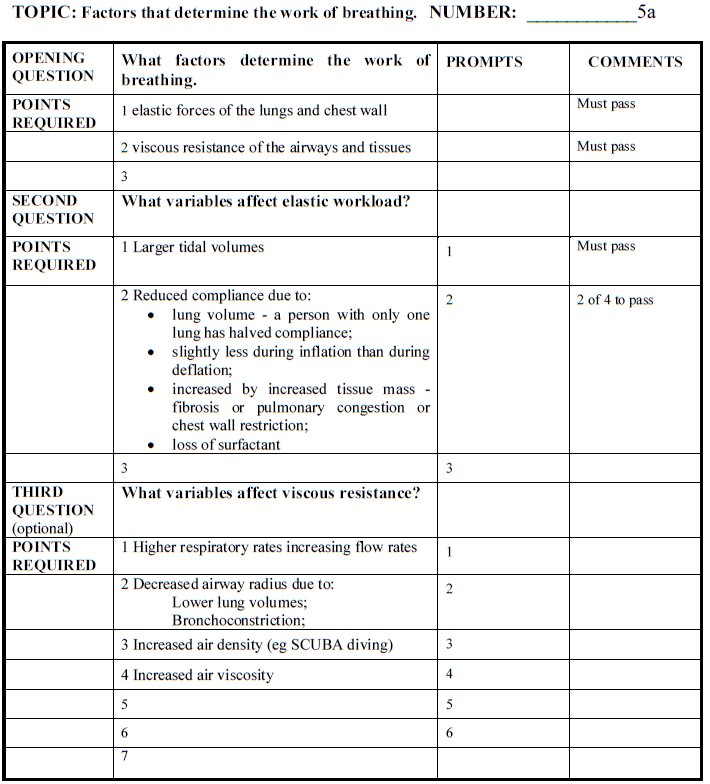 TOPIC: Factors that determine the work of breathing. NUMBER: ___________5a
OPENING QUESTION What factors determine the work of breathing. PROMPTS COMMENTS
POINTS REQUIRED 1 elastic forces of the lungs and chest wall Must pass
2 viscous resistance of the airways and tissues Must pass
3
SECOND QUESTION What variables affect elastic workload?
POINTS REQUIRED 1 Larger tidal volumes 1 Must pass
2 Reduced compliance due to: 2 2 of 4 to pass
• lung volume - a person with only one
lung has halved compliance;
• slightly less during inflation than during
deflation;
• increased by increased tissue mass -
fibrosis or pulmonary congestion or
chest wall restriction;
• loss of surfactant
3 3
THIRD QUESTION (optional) What variables affect viscous resistance?
POINTS REQUIRED 1 Higher respiratory rates increasing flow rates 1
2 Decreased airway radius due to: 2
Lower lung volumes;
Bronchoconstriction;
3 Increased air density (eg SCUBA diving) 3
4 Increased air viscosity 4
5 5
6 6
7